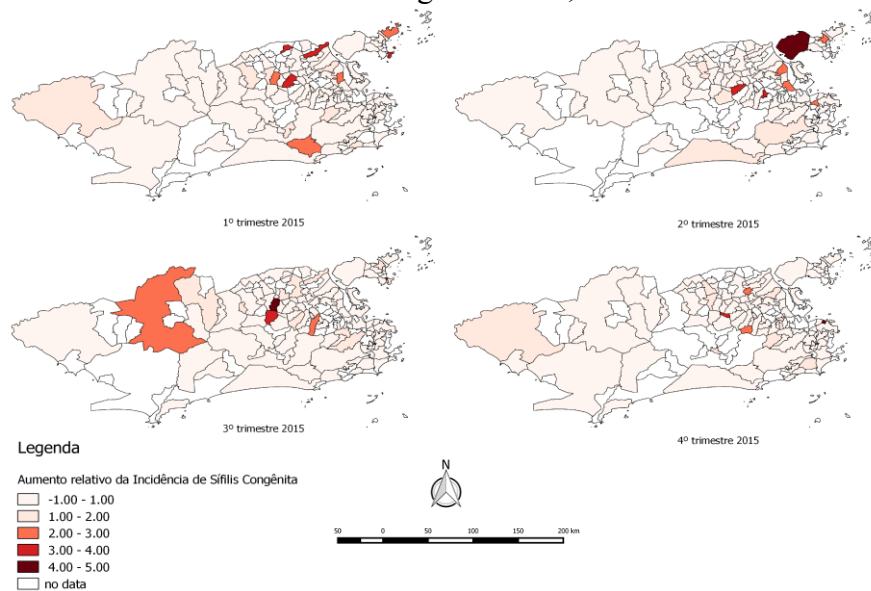 1º trimestre 2015
2º trimestre 2015
3º trimestre 2015
4º trimestre 2015
Legenda
Aumento relativo da Incidência de Sífilis Congênita
-1.00 - 1.00
1.00 - 2.00
2.00 - 3.00
3.00 - 4.00
4.00 - 5.00
no data
N
50 0 50 100 150 200 km